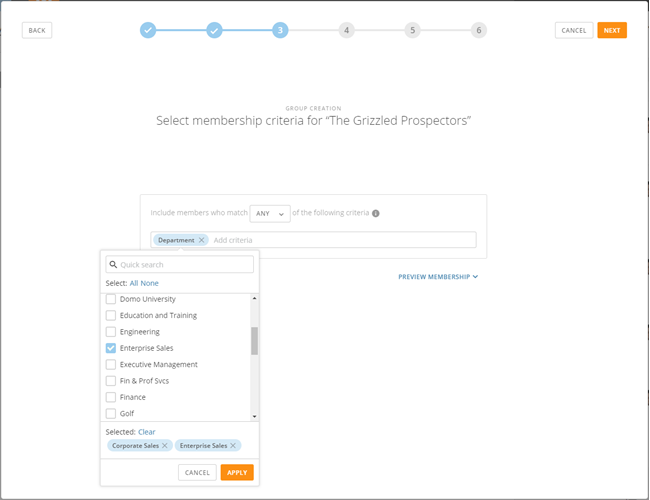 BACK
3
4
5
6
CANCEL
NEXT
GROUP CREATION
Select membership criteria for “The Grizzled Prospectors”
Include members who match ANY of the following criteria i
Department Add criteria
PREVIEW MEMBERSHIP
Quick search
Select: All None
Domo University
Education and Training
Engineering
Enterprise Sales
Executive Management
Fin & Prof Svcs
Finance
Golf
Selected: Clear
Corporate Sales Enterprise Sales
CANCEL APPLY